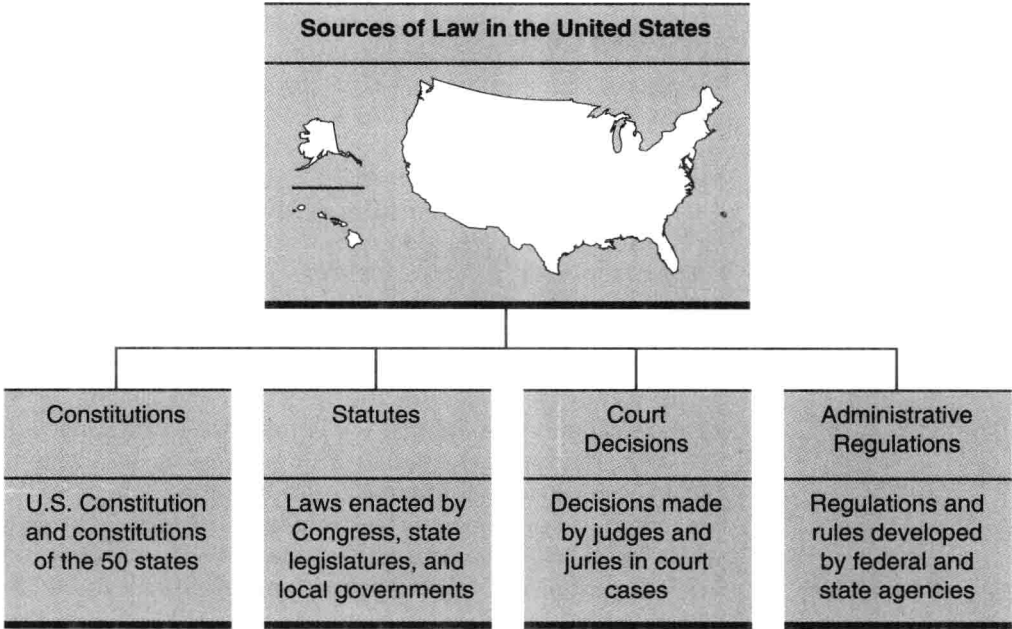 Sources of Law in the United States
Constitutions
U.S. Constitution
and constitutions
of the 50 states
Statutes
Laws enacted by
Congress, state
legislatures, and
local governments
Court
Decisions
Decisions made
by judges and
juries in court
cases
Administrative
Regulations
Regulations and
rules developed
by federal and
state agencies